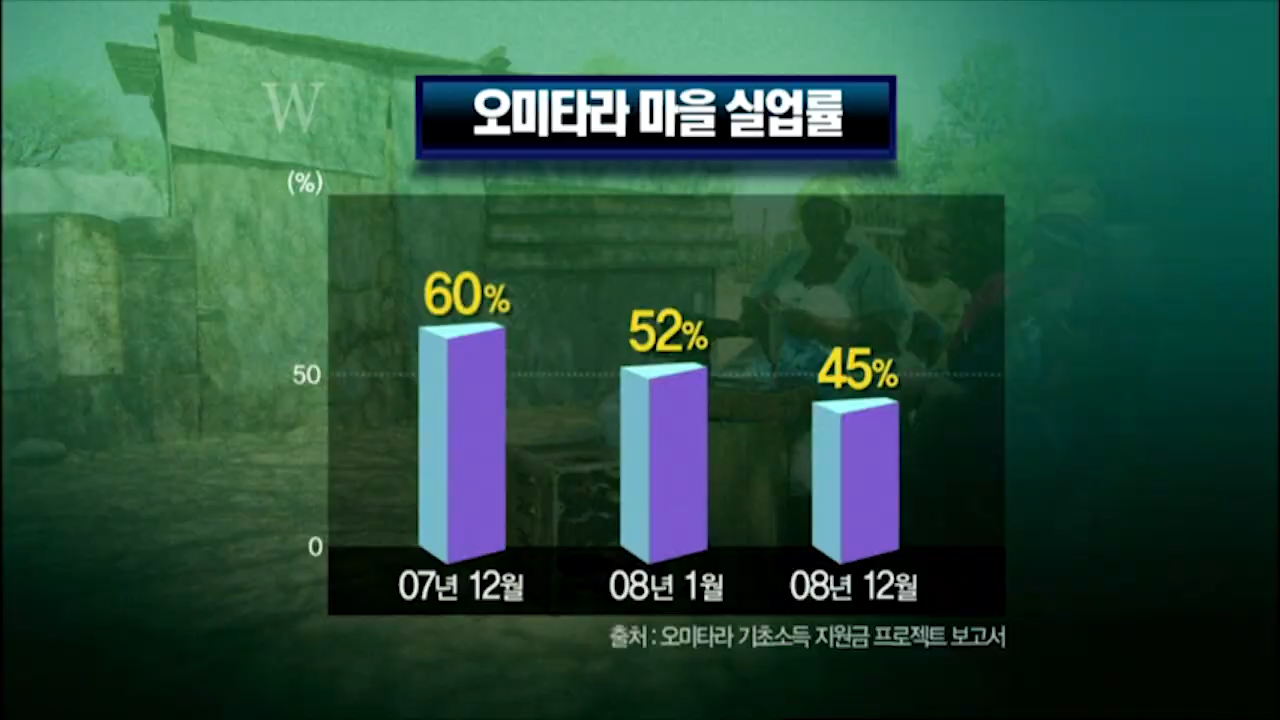 W
오미타라 마을 실업률
(%)
60%
52%
45%
50
0
07년 12월
08년 1월
08년 12월
출처 : 오미타라 기초소득 지원금 프로젝트 보고서